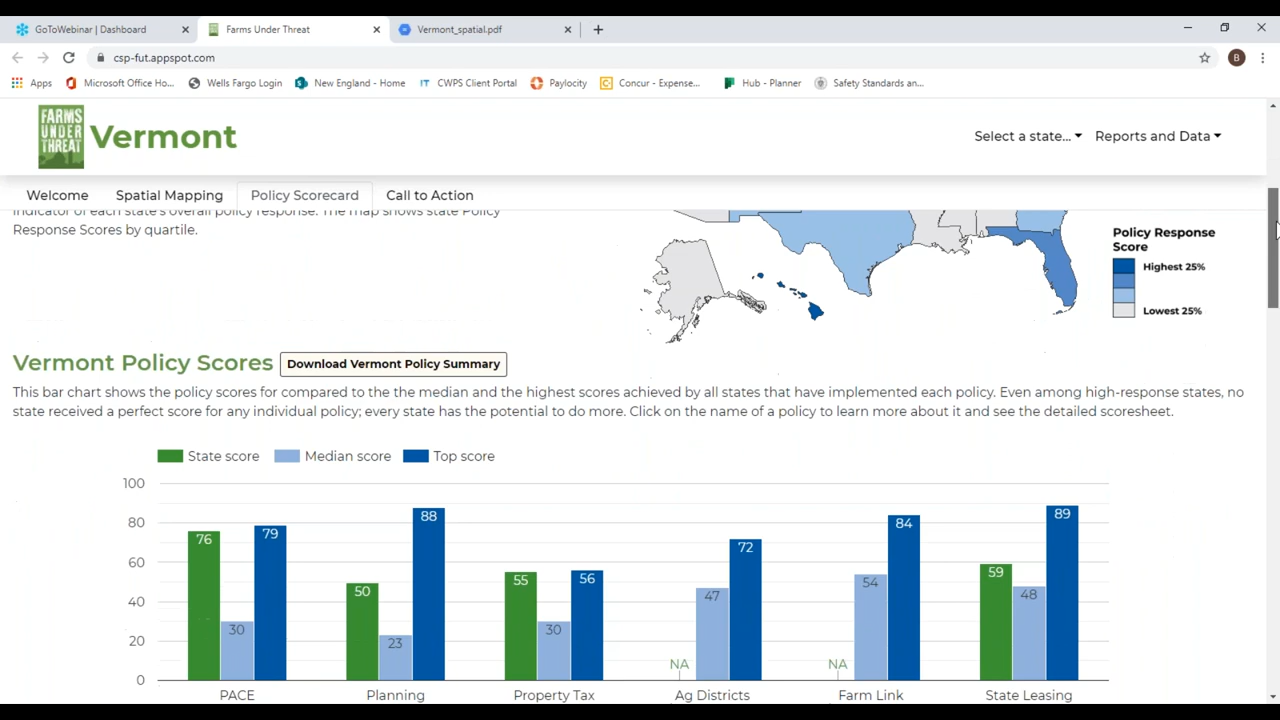 GoToWebinar | Dashboard
Farms Under Threat
Vermont_spatial.pdf
csp-fut.appspot.com
B
Apps
Microsoft Office Ho...
Wells Fargo Login
New England - Home
IT CWPS Client Portal
Paylocity
Concur - Expense...
Hub - Planner
Safety Standards an...
FARMS
UNDER
THREAT
Vermont
Select a state...
Reports and Data
Welcome
Spatial Mapping
Policy Scorecard
Call to Action
indicator of each state's overall policy response. The map shows state Policy
Response Scores by quartile.
Policy Response
Score
Highest 25%
Lowest 25%
Vermont Policy Scores
Download Vermont Policy Summary
This bar chart shows the policy scores for compared to the the median and the highest scores achieved by all states that have implemented each policy. Even among high-response states, no
state received a perfect score for any individual policy; every state has the potential to do more. Click on the name of a policy to learn more about it and see the detailed scoresheet.
State score
Median score
Top score
100
80
60
40
20
0
76
30
79
50
23
88
55
30
56
NA
47
72
NA
54
84
59
48
89
PACE
Planning
Property Tax
Ag Districts
Farm Link
State Leasing